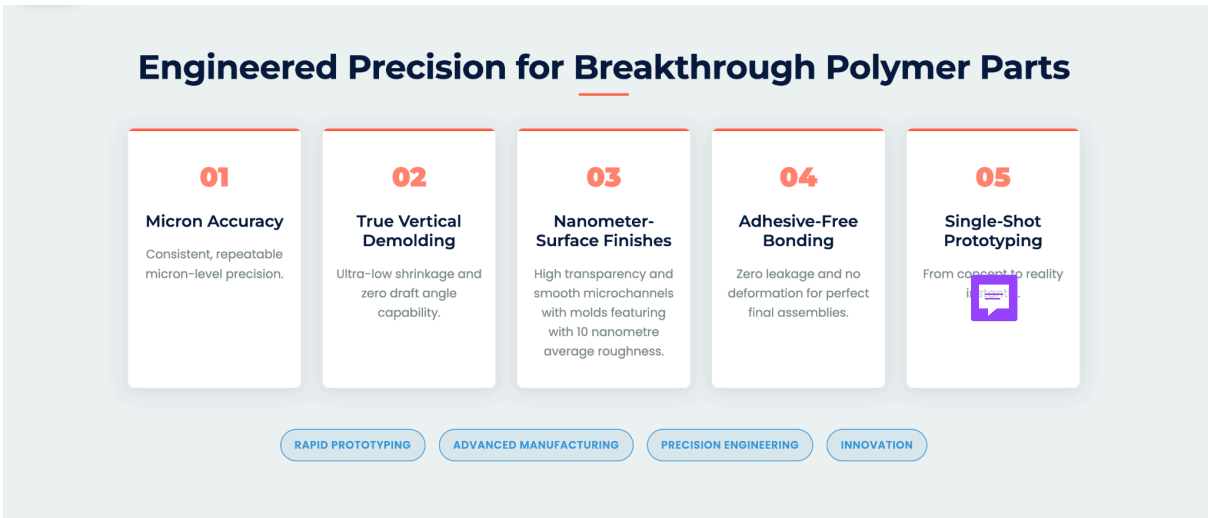 Engineered Precision for Breakthrough Polymer Parts
01
Micron Accuracy
Consistent, repeatable
micron-level precision.
02
True Vertical
Demolding
Ultra-low shrinkage and
zero draft angle
capability.
03
Nanometer-
Surface Finishes
High transparency and
smooth microchannels
with molds featuring
with 10 nanometre
average roughness.
04
Adhesive-Free
Bonding
Zero leakage and no
deformation for perfect
final assemblies.
05
Single-Shot
Prototyping
From concept to reality
RAPID PROTOTYPING
ADVANCED MANUFACTURING
PRECISION ENGINEERING
INNOVATION